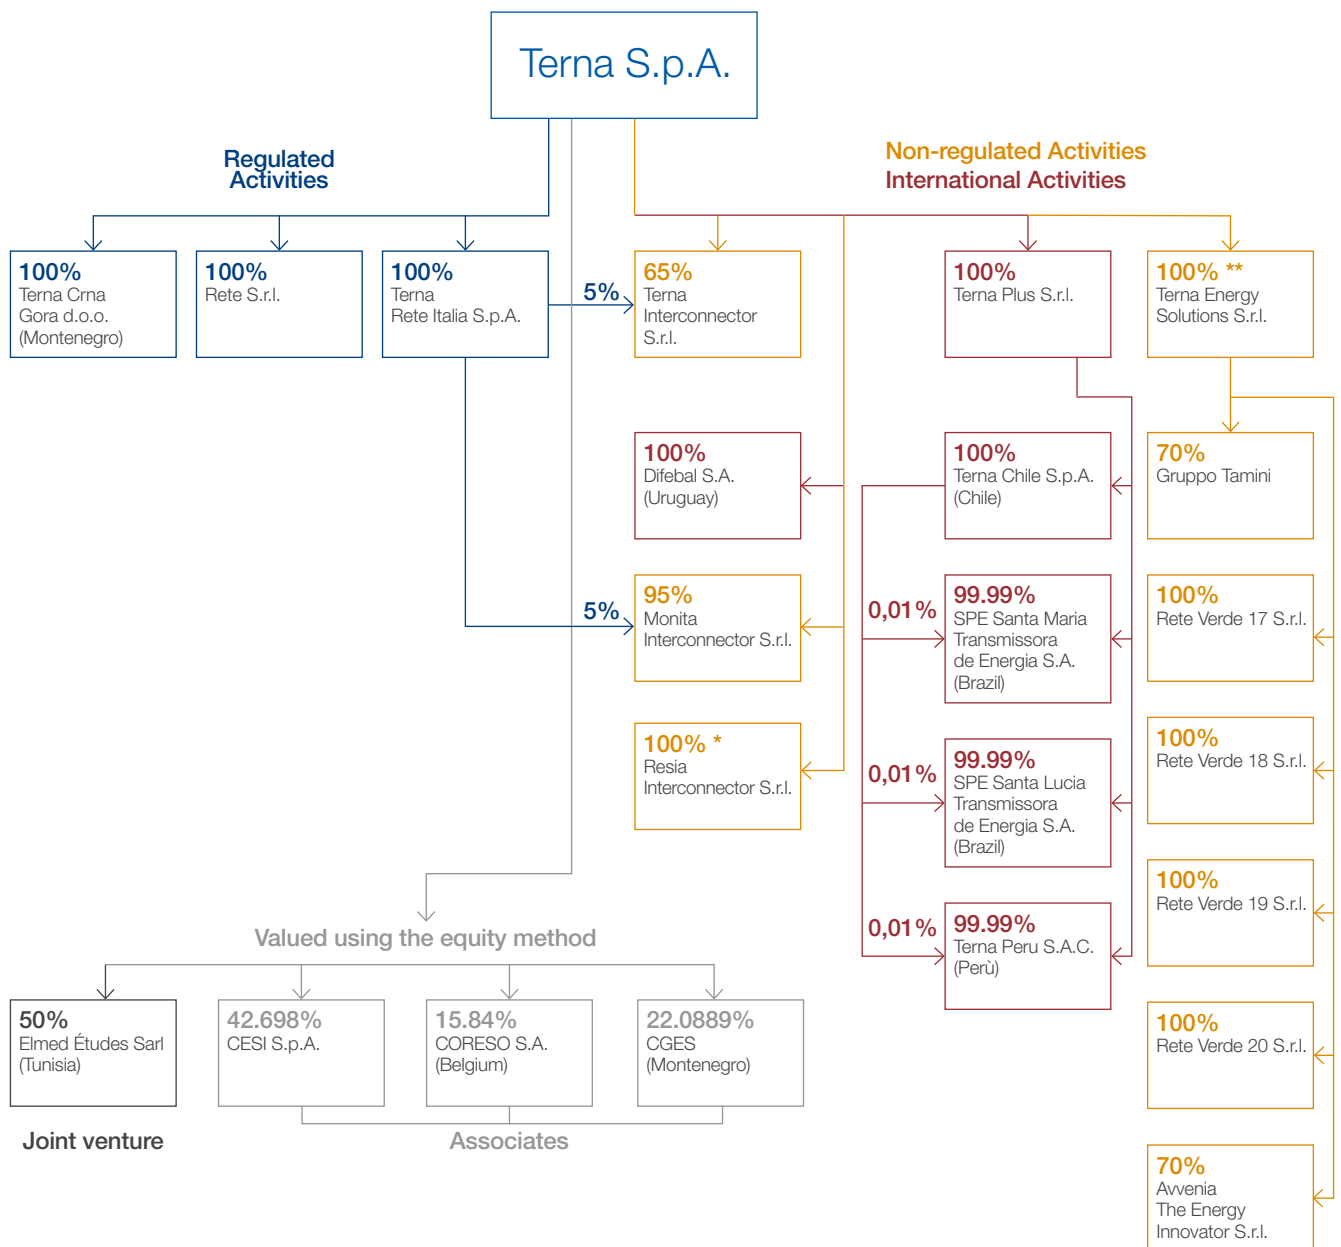 Terna S.p.A.
Regulated
Activities
Non-regulated Activities
International Activities
100%
Terna Crna
Gora d.o.o.
(Montenegro)
100%
Rete S.r.l.
100%
Terna
Rete Italia S.p.A.
5%
65%
Terna
Interconnector
S.r.l.
100%
Terna Plus S.r.l.
100% **
Terna Energy
Solutions S.r.l.
100%
Difebal S.A.
(Uruguay)
100%
Terna Chile S.p.A.
(Chile)
70%
Gruppo Tamini
5%
95%
Monita
Interconnector S.r.l.
0,01%
99.99%
SPE Santa Maria
Transmissora
de Energia S.A.
(Brazil)
100%
Rete Verde 17 S.r.l.
100% *
Resia
Interconnector S.r.l.
0,01%
99.99%
SPE Santa Lucia
Transmissora
de Energia S.A.
(Brazil)
100%
Rete Verde 18 S.r.l.
100%
Rete Verde 19 S.r.l.
0,01%
99.99%
Terna Peru S.A.C.
(Perù)
Valued using the equity method
50%
Elmed Études Sarl
(Tunisia)
42.698%
CESI S.p.A.
15.84%
CORESO S.A.
(Belgium)
22.0889%
CGES
(Montenegro)
100%
Rete Verde 20 S.r.l.
Joint venture
Associates
70%
Avvenia
The Energy
Innovator S.r.l.